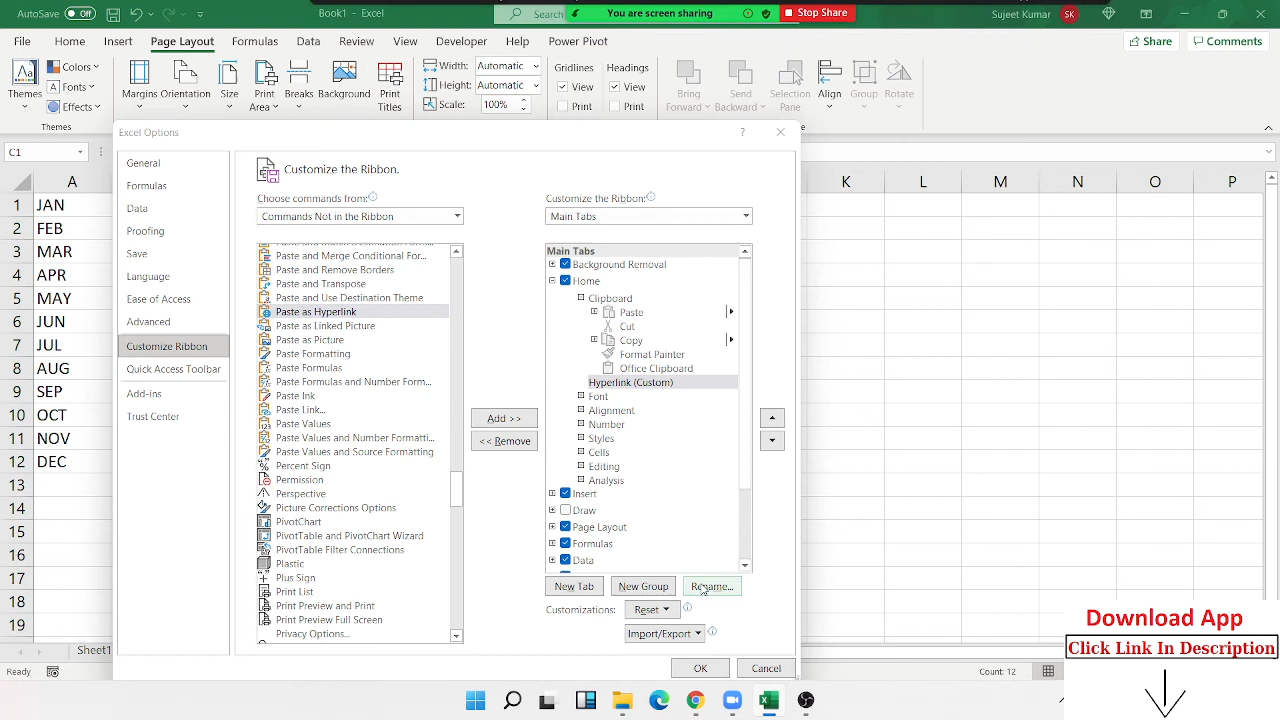 AutoSave Off
Book1 - Excel
Search
You are screen sharing
Stop Share
Sujeet Kumar
SK
File Home Insert Page Layout Formulas Data Review View Developer Help Power Pivot
Share
Comments
Themes
Colors
Fonts
Effects
Themes
Margins
Orientation
Size
Print
Area
Breaks
Background
Print
Titles
Width: Automatic
Height: Automatic
Scale: 100%
Gridlines
View
Print
Headings
View
Print
Bring
Forward
Send
Backward
Selection
Pane
Align
Group
Rotate
C1
Excel Options
?
General
Formulas
Data
Proofing
Save
Language
Ease of Access
Advanced
Customize Ribbon
Quick Access Toolbar
Add-ins
Trust Center
Customize the Ribbon.
Choose commands from:
Commands Not in the Ribbon
Paste and Merge Conditional For...
Paste and Remove Borders
Paste and Transpose
Paste and Use Destination Theme
Paste as Hyperlink
Paste as Linked Picture
Paste as Picture
Paste Formatting
Paste Formulas
Paste Formulas and Number Form...
Paste Ink
Paste Link...
Paste Values
Paste Values and Number Formatti...
Paste Values and Source Formatting
Percent Sign
Permission
Perspective
Picture Corrections Options
PivotChart
PivotTable and PivotChart Wizard
PivotTable Filter Connections
Plastic
Plus Sign
Print List
Print Preview and Print
Print Preview Full Screen
Privacy Options...
Add >>
<< Remove
Customize the Ribbon:
Main Tabs
Main Tabs
Background Removal
Home
Clipboard
Paste
Cut
Copy
Format Painter
Office Clipboard
Hyperlink (Custom)
Font
Alignment
Number
Styles
Cells
Editing
Analysis
Insert
Draw
Page Layout
Formulas
Data
New Tab
New Group
Rename...
Customizations:
Reset
Import/Export
OK
Cancel
A K L M N O P
1 JAN
2 FEB
3 MAR
4 APR
5 MAY
6 JUN
7 JUL
8 AUG
9 SEP
10 OCT
11 NOV
12 DEC
13
14
15
16
17
18
19
Sheet1
Ready
Count: 12
Download App
Click Link In Description